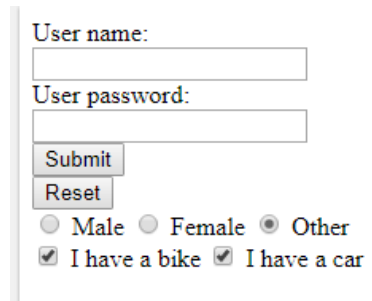 User name:
User password:
Submit
Reset
Male Female Other
I have a bike I have a car